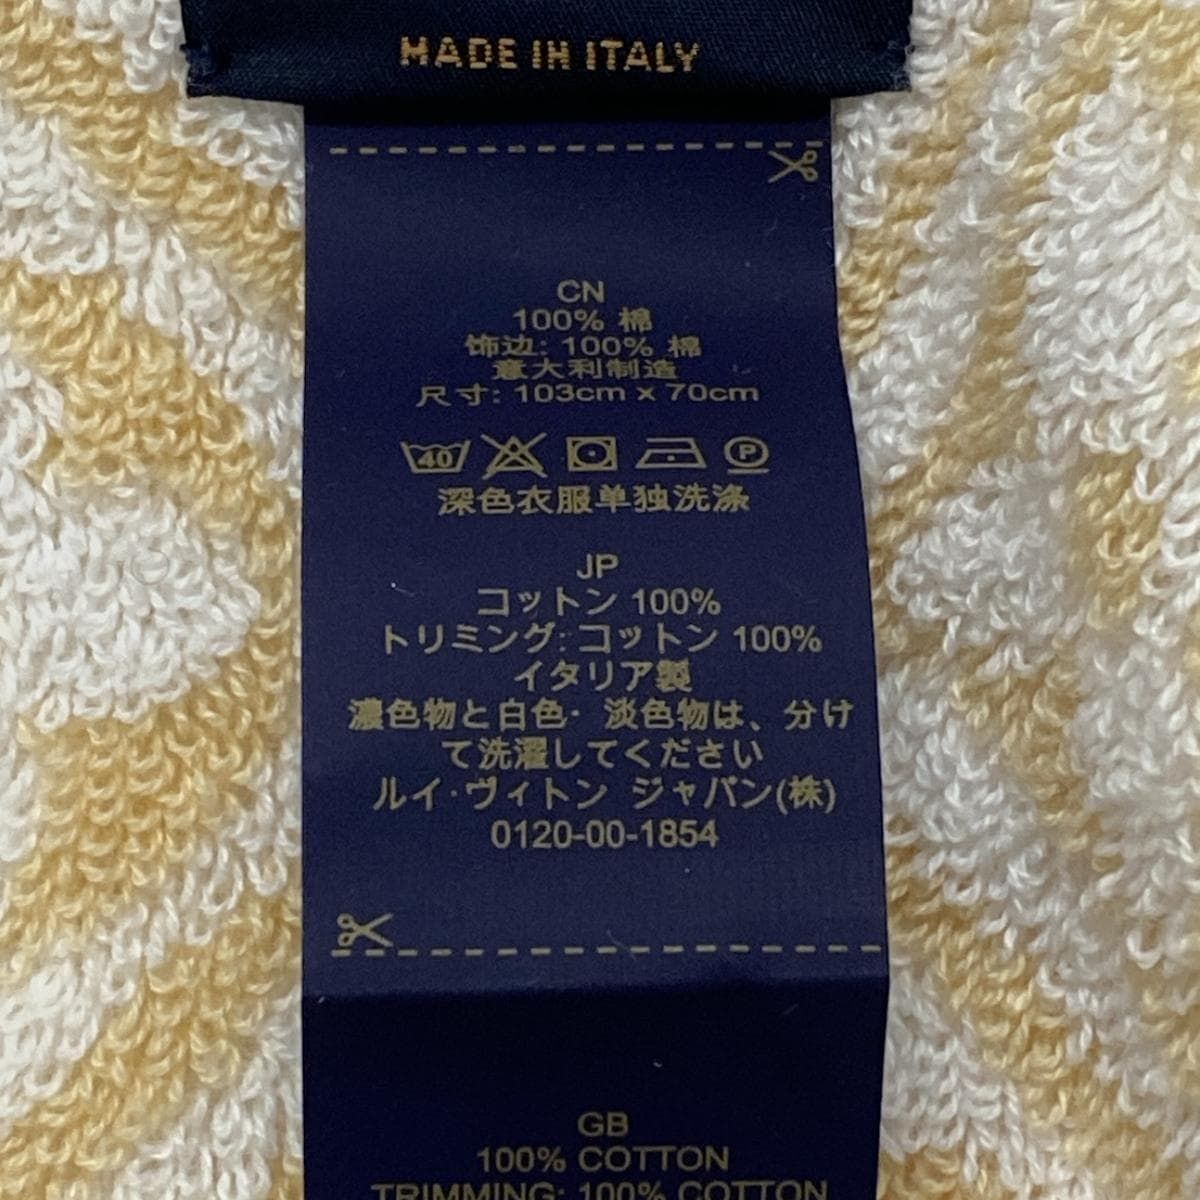 MADE IN ITALY
CN
100% 棉
饰边: 100% 棉
意大利制造
尺寸: 103cm x 70cm
40 P
深色衣服单独洗涤
JP
コットン 100%
トリミング: コットン 100%
イタリア製
濃色物と白色・淡色物は、分け
て洗濯してください
ルイ・ヴィトン ジャパン(株)
0120-00-1854
GB
100% COTTON
TRIMMING: 100% COTTON